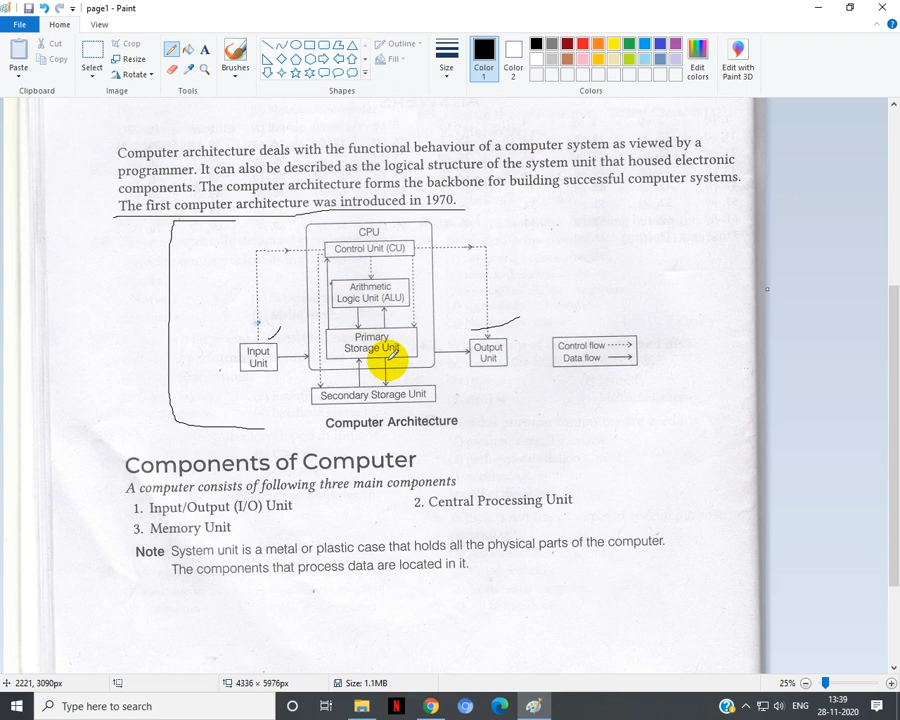 page1 - Paint
File
Home
View
Paste
Cut
Copy
Clipboard
Select
Crop
Resize
Rotate
Image
A
Tools
Brushes
Shapes
Outline
Fill
Size
Color 1
Color 2
Colors
Edit colors
Edit with Paint 3D
Computer architecture deals with the functional behaviour of a computer system as viewed by a
programmer. It can also be described as the logical structure of the system unit that housed electronic
components. The computer architecture forms the backbone for building successful computer systems.
The first computer architecture was introduced in 1970.
CPU
Control Unit (CU)
Arithmetic
Logic Unit (ALU)
Primary
Storage Unit
Input
Unit
Output
Unit
Control flow
Data flow
Secondary Storage Unit
Computer Architecture
Components of Computer
A computer consists of following three main components
1. Input/Output (I/O) Unit
2. Central Processing Unit
3. Memory Unit
Note System unit is a metal or plastic case that holds all the physical parts of the computer.
The components that process data are located in it.
2221, 3090px
4336 × 5976px
Size: 1.1MB
25%
Type here to search
N
ENG
13:39
28-11-2020